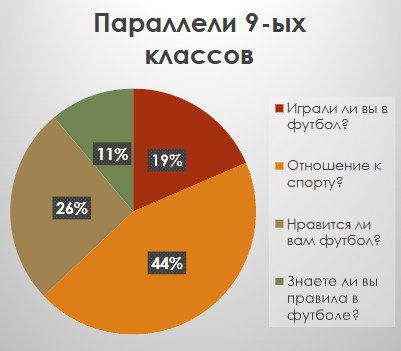 Параллели 9-ых
классов
Играли ли вы в
футбол?
19%
Отношение к
спорту?
11%
26%
Нравится ли
вам футбол?
44%
Знаете ли вы
правила в
футболе?